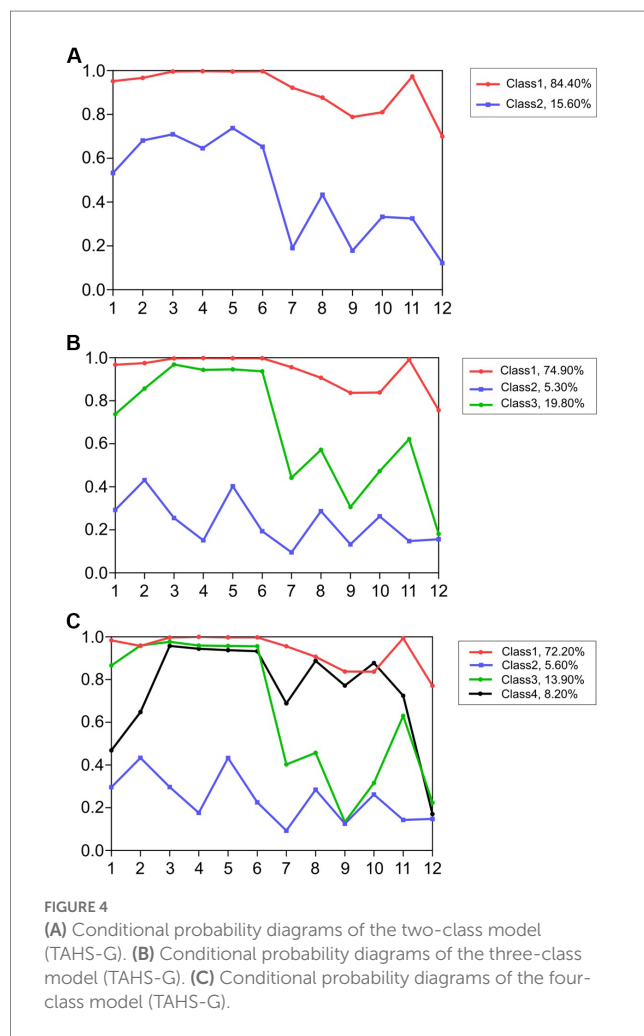 A
1.0
0.8
0.6
0.4
0.2
0.0
1 2 3 4 5 6 7 8 9 10 11 12
Class1, 84.40%
Class2, 15.60%
B
1.0
0.8
0.6
0.4
0.2
0.0
1 2 3 4 5 6 7 8 9 10 11 12
Class1, 74.90%
Class2, 5.30%
Class3, 19.80%
C
1.0
0.8
0.6
0.4
0.2
0.0
1 2 3 4 5 6 7 8 9 10 11 12
Class1, 72.20%
Class2, 5.60%
Class3, 13.90%
Class4, 8.20%
FIGURE 4
(A) Conditional probability diagrams of the two-class model
(TAHS-G). (B) Conditional probability diagrams of the three-class
model (TAHS-G). (C) Conditional probability diagrams of the four-
class model (TAHS-G).